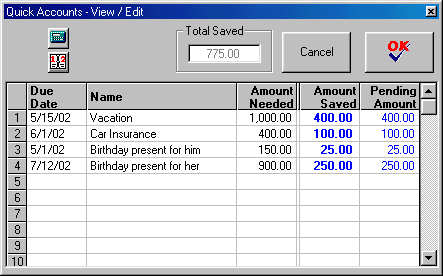 Quick Accounts - View / Edit
12
Total Saved
775.00
Cancel
OK
Due Date Name Amount Needed Amount Saved Pending Amount
1 5/15/02 Vacation 1,000.00 400.00 400.00
2 6/1/02 Car Insurance 400.00 100.00 100.00
3 5/1/02 Birthday present for him 150.00 25.00 25.00
4 7/12/02 Birthday present for her 900.00 250.00 250.00
5
6
7
8
9
10